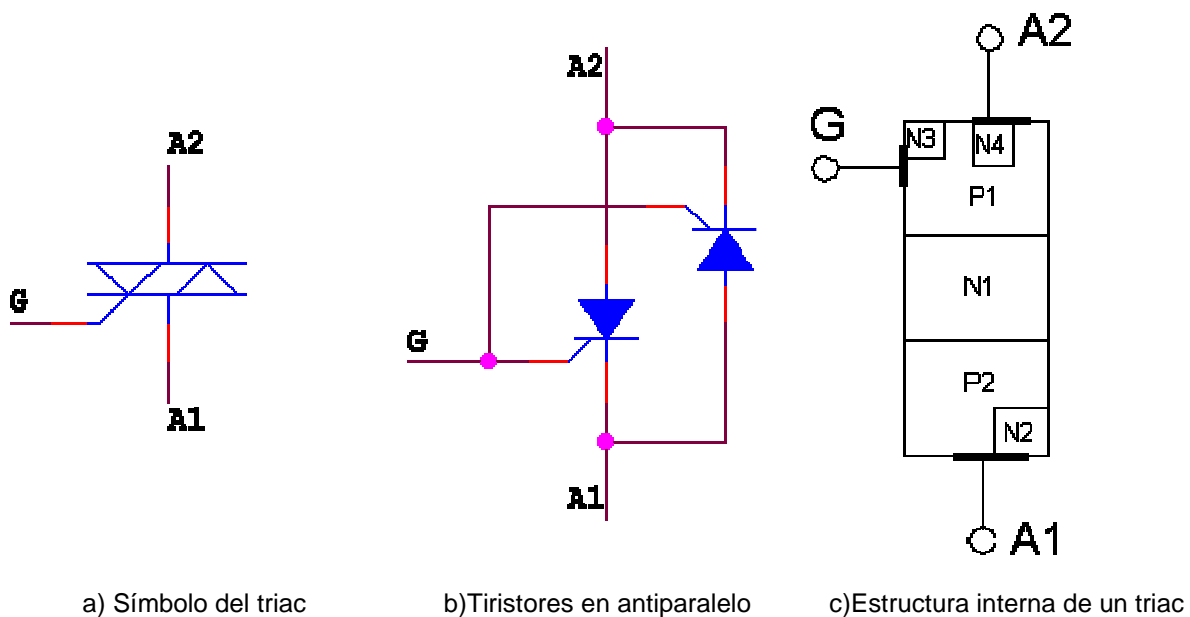 A2
G
A1
A2
G
A1
A2
G
N3
N4
P1
N1
P2
N2
A1
a) Símbolo del triac
b)Tiristores en antiparalelo
c)Estructura interna de un triac